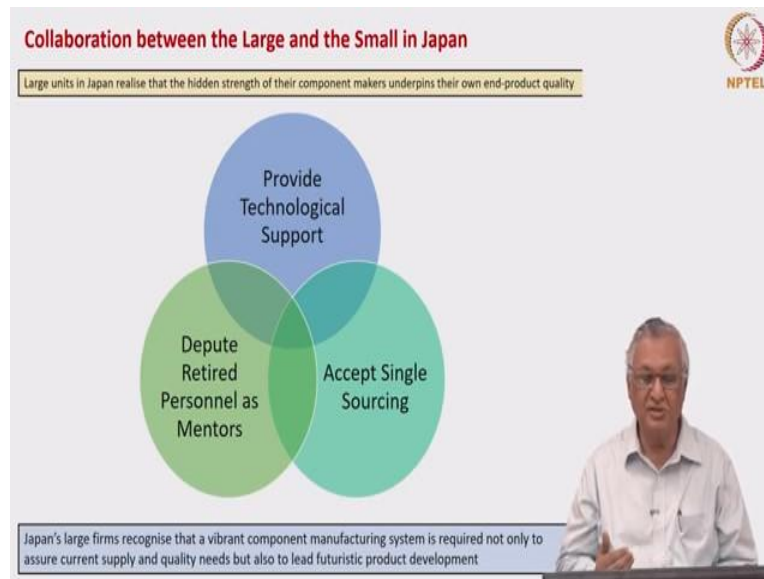 Collaboration between the Large and the Small in Japan
Large units in Japan realise that the hidden strength of their component makers underpins their own end-product quality
NPTEL
Provide
Technological
Support
Depute
Retired
Personnel as
Mentors
Accept Single
Sourcing
Japan's large firms recognise that a vibrant component manufacturing system is required not only to
assure current supply and quality needs but also to lead futuristic product development